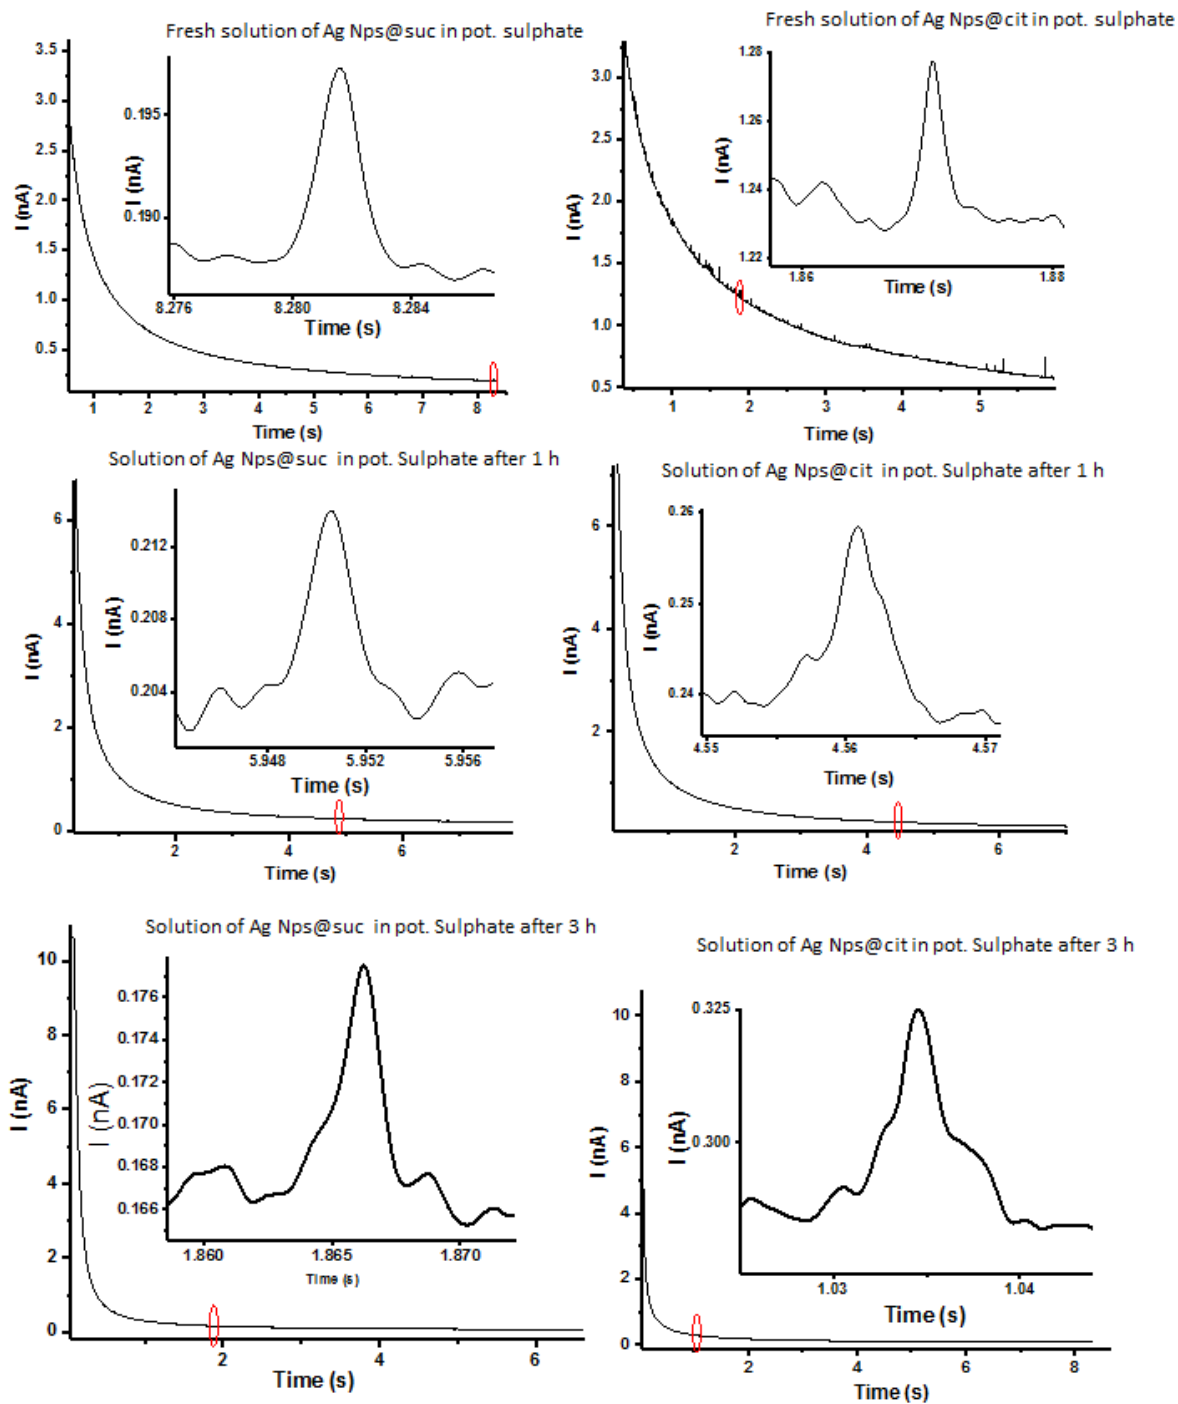 Fresh solution of Ag Nps@suc in pot. sulphate
3.5
3.0
2.5
2.0
1.5
1.0
0.5
I (nA)
1 2 3 4 5 6 7 8
Time (s)
0.195
0.190
I (nA)
8.276 8.280 8.284
Time (s)
Fresh solution of Ag Nps@cit in pot. sulphate
3.0
2.5
2.0
1.5
1.0
0.5
I (nA)
1 2 3 4 5
Time (s)
1.28
1.26
1.24
1.22
I (nA)
1.86 1.88
Time (s)
Solution of Ag Nps@suc in pot. Sulphate after 1 h
6
4
2
0
I (nA)
2 4 6
Time (s)
0.212
0.208
0.204
I (nA)
5.948 5.952 5.956
Time (s)
Solution of Ag Nps@cit in pot. Sulphate after 1 h
6
4
2
I (nA)
2 4 6
Time (s)
0.26
0.25
0.24
I (nA)
4.55 4.56 4.57
Time (s)
Solution of Ag Nps@suc in pot. Sulphate after 3 h
10
8
6
4
2
0
I (nA)
2 4 6
Time (s)
0.176
0.174
0.172
0.170
0.168
0.166
I (nA)
1.860 1.865 1.870
Time (s)
Solution of Ag Nps@cit in pot. Sulphate after 3 h
10
8
6
4
2
0
I (nA)
2 4 6 8
Time (s)
0.325
0.300
I (nA)
1.03 1.04
Time (s)